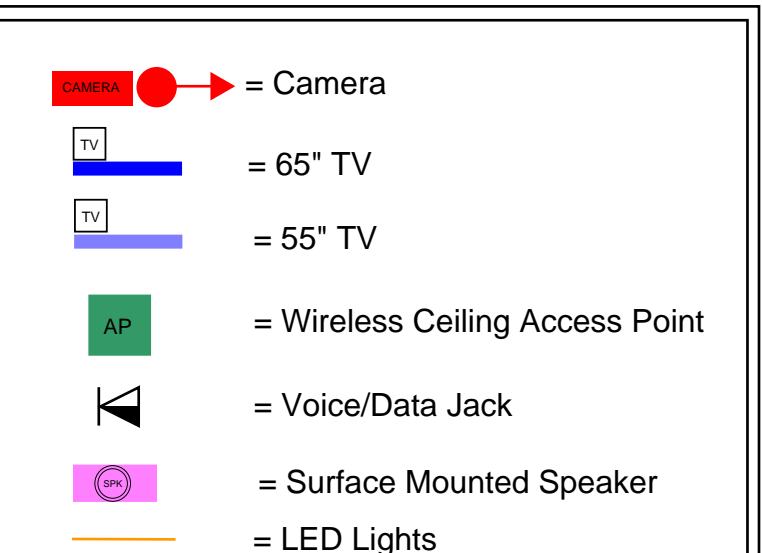 CAMERA = Camera
TV = 65" TV
TV = 55" TV
AP = Wireless Ceiling Access Point
= Voice/Data Jack
SPK = Surface Mounted Speaker
= LED Lights